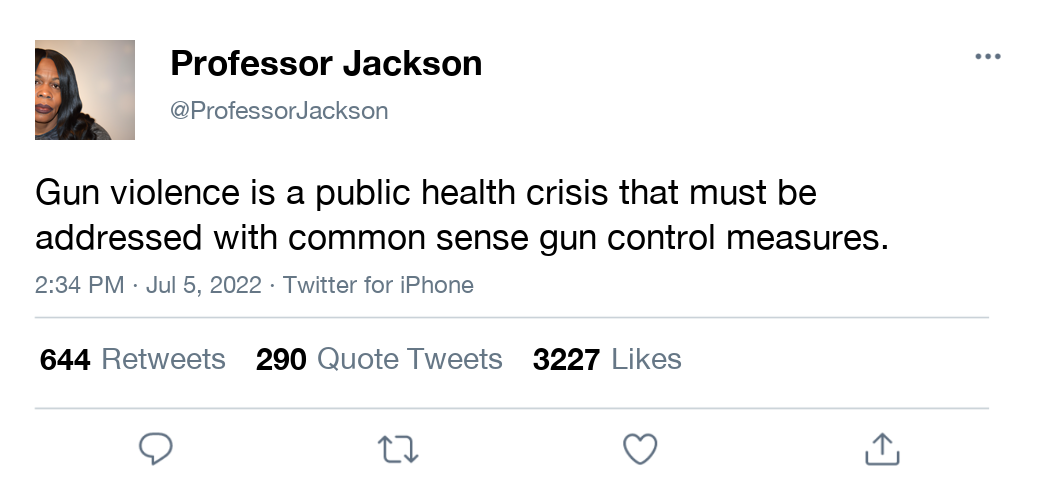 Professor Jackson
@ProfessorJackson
Gun violence is a public health crisis that must be
addressed with common sense gun control measures.
2:34 PM · Jul 5, 2022 · Twitter for iPhone
644 Retweets 290 Quote Tweets 3227 Likes